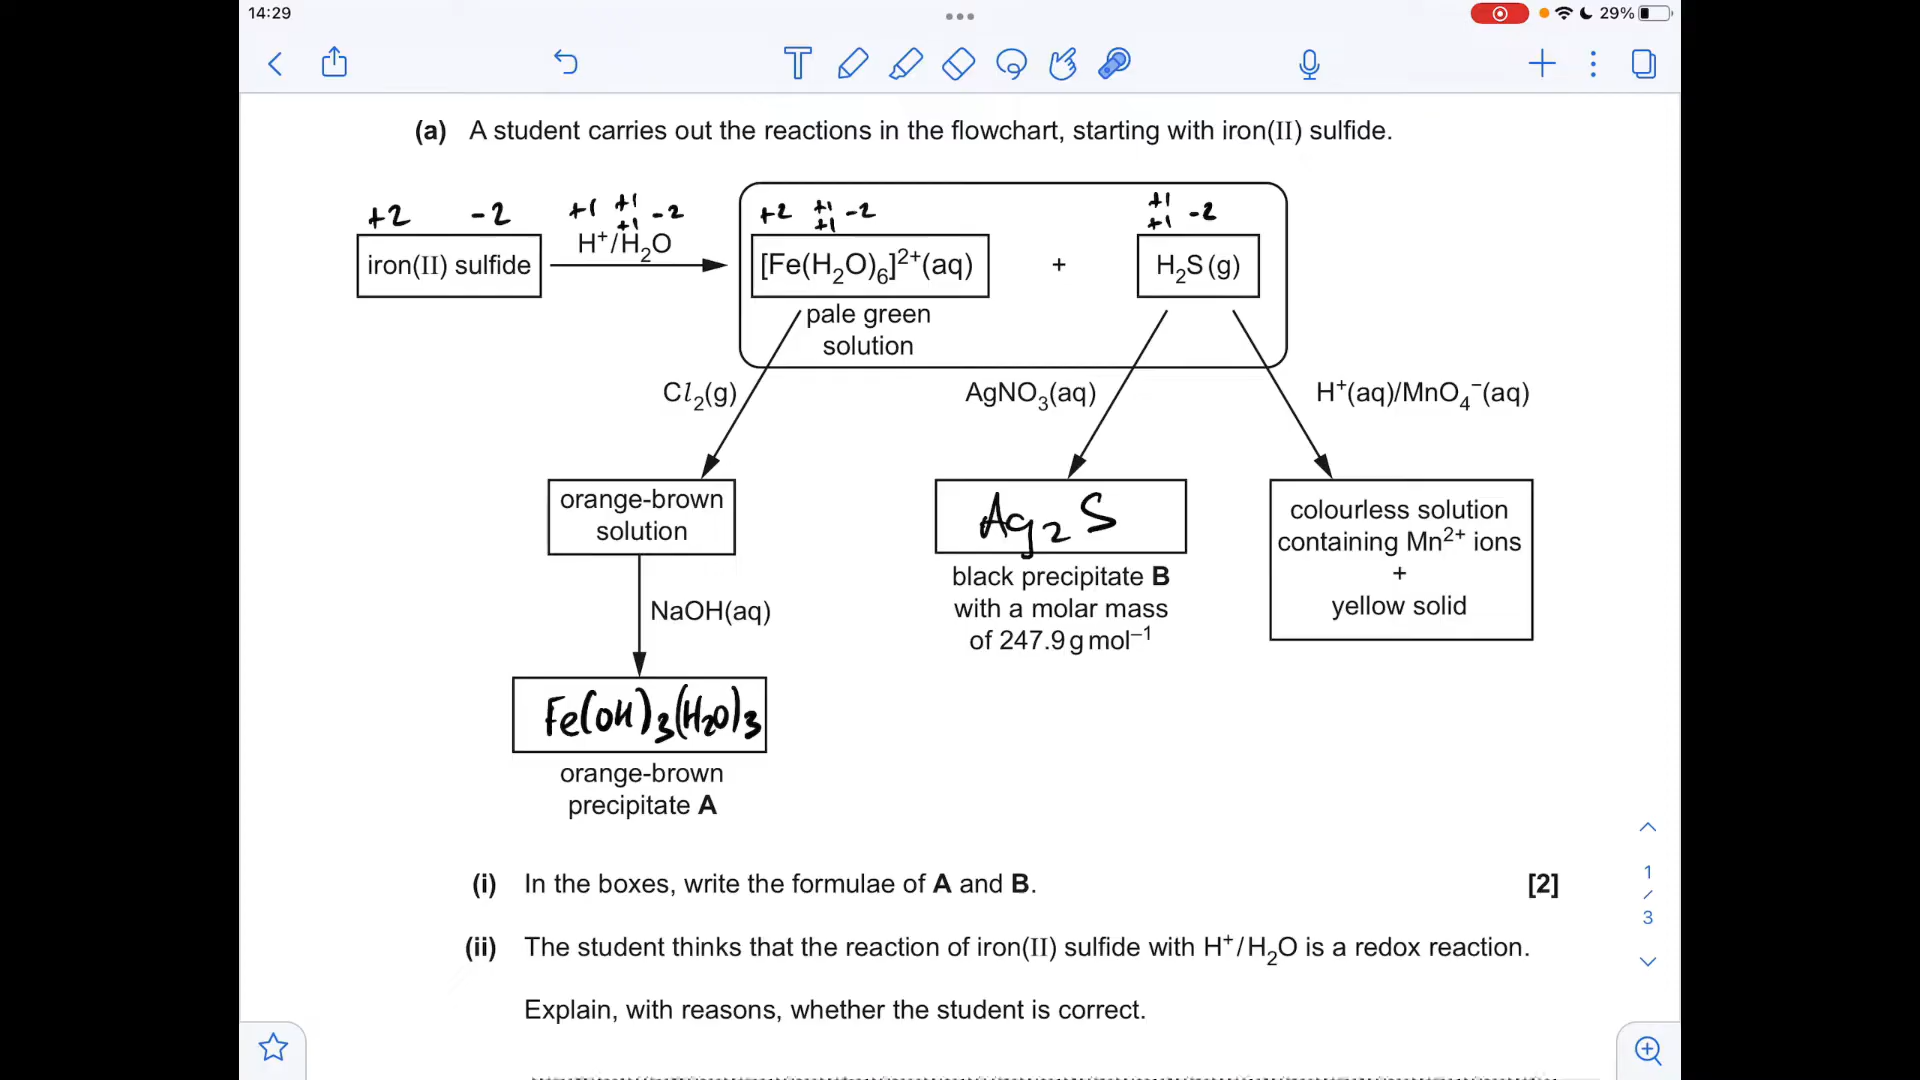 14:29
29%
(a) A student carries out the reactions in the flowchart, starting with iron(II) sulfide.
+2 -2
+1 +1 +1 -2
+2 +1 +1 -2
+1 +1 -2
iron(II) sulfide
H⁺/H₂O
[Fe(H₂O)₆]²⁺(aq)
+
H₂S(g)
pale green
solution
Cl₂(g)
AgNO₃(aq)
H⁺(aq)/MnO₄⁻(aq)
orange-brown
solution
Ag₂S
colourless solution
containing Mn²⁺ ions
+
yellow solid
black precipitate B
with a molar mass
of 247.9 g mol⁻¹
NaOH(aq)
Fe(OH)₃(H₂O)₃
orange-brown
precipitate A
(i) In the boxes, write the formulae of A and B. [2]
(ii) The student thinks that the reaction of iron(II) sulfide with H⁺/H₂O is a redox reaction.
Explain, with reasons, whether the student is correct.
1
/
3